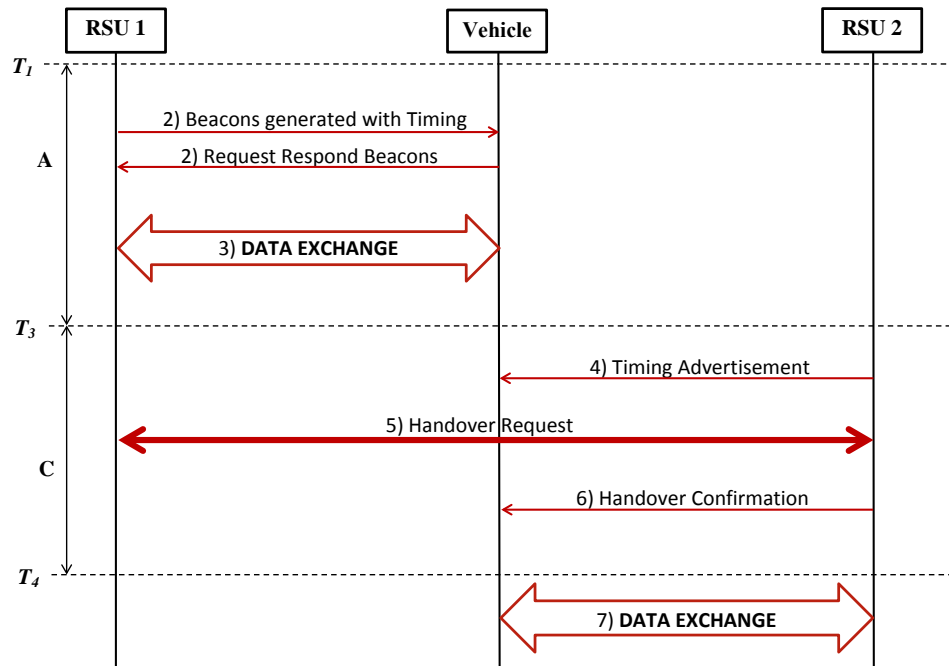 RSU 1
Vehicle
RSU 2
T1
2) Beacons generated with Timing
A
2) Request Respond Beacons
3) DATA EXCHANGE
T3
4) Timing Advertisement
5) Handover Request
C
6) Handover Confirmation
T4
7) DATA EXCHANGE